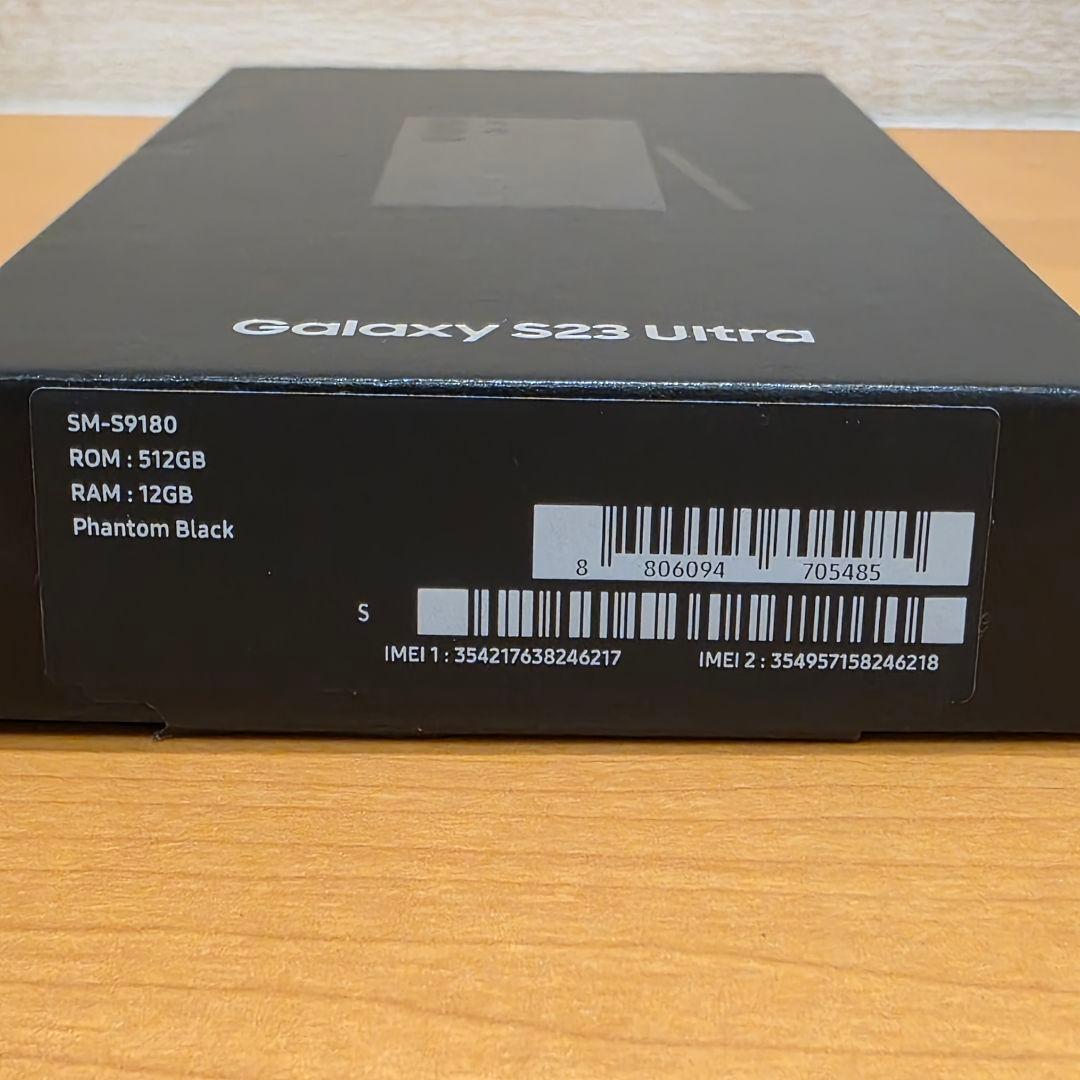 Galaxy S23 Ultra
SM-S9180
ROM : 512GB
RAM : 12GB
Phantom Black
8 806094 705485
S
IMEI 1 : 354217638246217 IMEI 2 : 354957158246218